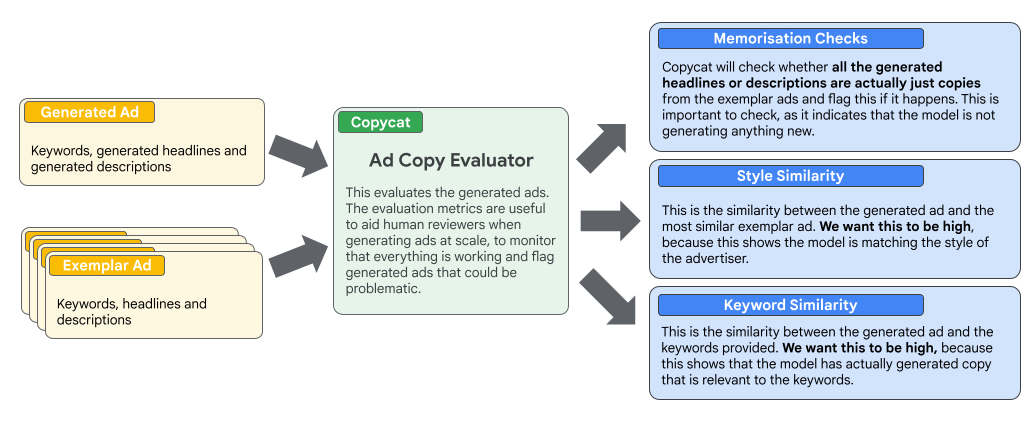 Generated Ad
Keywords, generated headlines and
generated descriptions
Exemplar Ad
Keywords, headlines and
descriptions
Copycat
Ad Copy Evaluator
This evaluates the generated ads.
The evaluation metrics are useful
to aid human reviewers when
generating ads at scale, to monitor
that everything is working and flag
generated ads that could be
problematic.
Memorisation Checks
Copycat will check whether all the generated
headlines or descriptions are actually just copies
from the exemplar ads and flag this if it happens. This is
important to check, as it indicates that the model is not
generating anything new.
Style Similarity
This is the similarity between the generated ad and the
most similar exemplar ad. We want this to be high,
because this shows the model is matching the style of
the advertiser.
Keyword Similarity
This is the similarity between the generated ad and the
keywords provided. We want this to be high, because
this shows that the model has actually generated copy
that is relevant to the keywords.